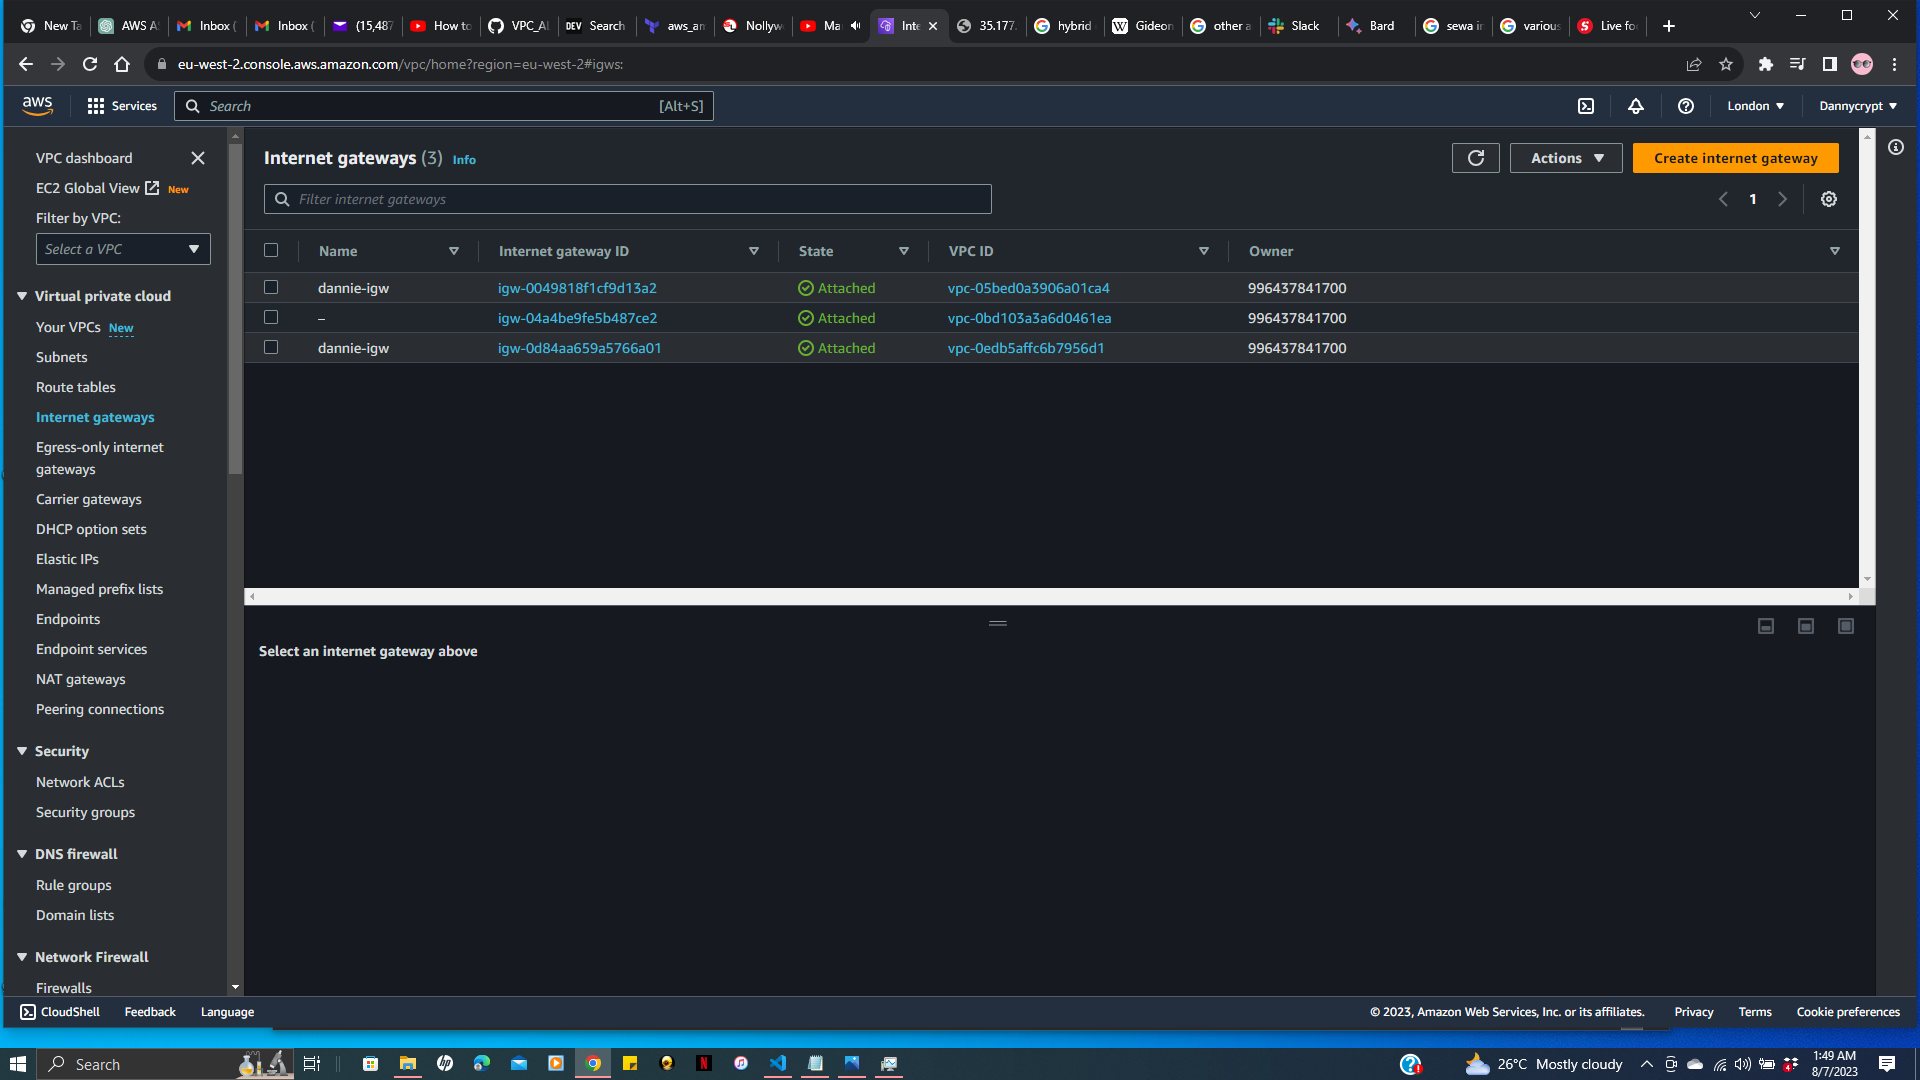 New Ta
AWS AS
Inbox (
Inbox (
(15,487
How to
VPC_AL
DEV Search
aws_am
Nollyw
Ma
Inte
35.177.
hybrid
W Gideon
other a
Slack
Bard
sewa in
various
Live fo
eu-west-2.console.aws.amazon.com/vpc/home?region=eu-west-2#igws:
aws Services Search [Alt+S] London Dannycrypt
VPC dashboard
EC2 Global View New
Filter by VPC:
Select a VPC
Virtual private cloud
Your VPCs New
Subnets
Route tables
Internet gateways
Egress-only internet
gateways
Carrier gateways
DHCP option sets
Elastic IPs
Managed prefix lists
Endpoints
Endpoint services
NAT gateways
Peering connections
Security
Network ACLs
Security groups
DNS firewall
Rule groups
Domain lists
Network Firewall
Firewalls
Internet gateways (3) Info Actions Create internet gateway
Filter internet gateways 1
Name Internet gateway ID State VPC ID Owner
dannie-igw igw-0049818f1cf9d13a2 Attached vpc-05bed0a3906a01ca4 996437841700
– igw-04a4be9fe5b487ce2 Attached vpc-0bd103a3a6d0461ea 996437841700
dannie-igw igw-0d84aa659a5766a01 Attached vpc-0edb5affc6b7956d1 996437841700
Select an internet gateway above
CloudShell Feedback Language © 2023, Amazon Web Services, Inc. or its affiliates. Privacy Terms Cookie preferences
Search 26°C Mostly cloudy 1:49 AM
8/7/2023